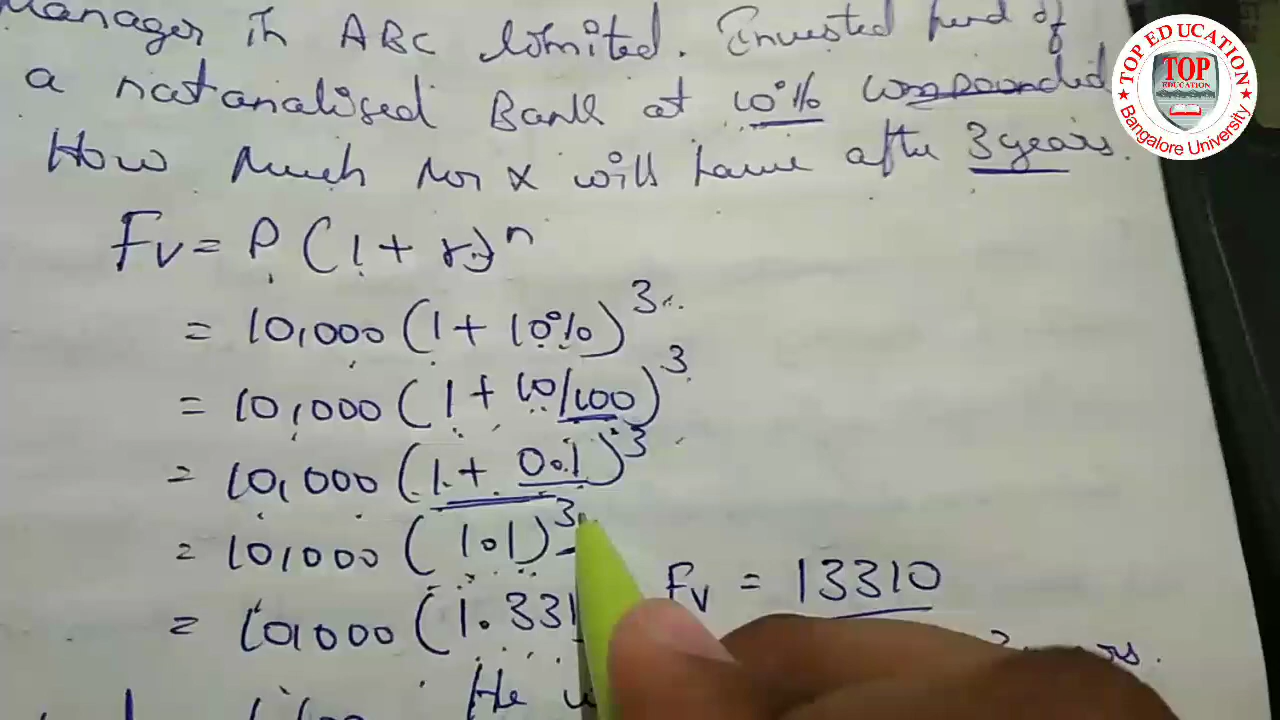 manager in ABC limited. Invested fund of
a nationalised Bank at 10% compounded
How much Mr X will have after 3 years.
FV = P (1 + r)ⁿ
= 10,000 (1 + 10%)³
= 10,000 (1 + 10/100)³
= 10,000 (1 + 0.1)³
= 10,000 (1.1)³
= 10,000 (1.331
FV = 13310
He
TOP EDUCATION
TOP
EDUCATION
Bangalore University